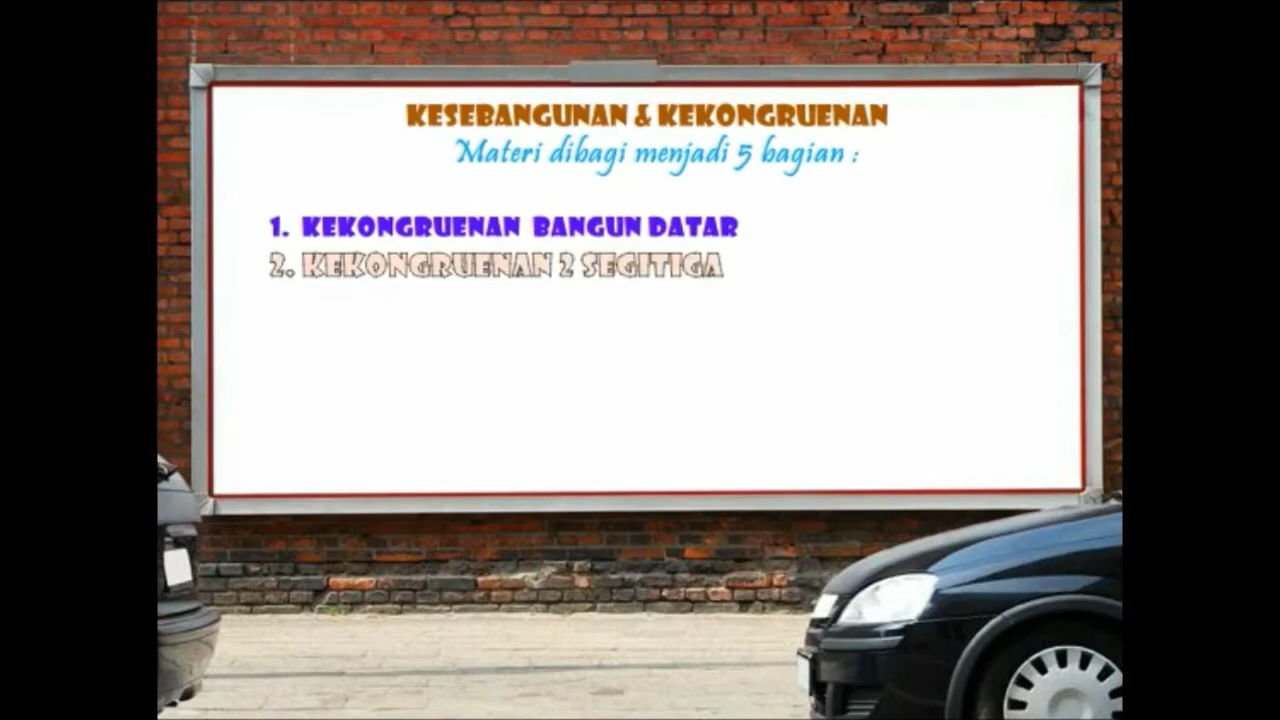 KESEBANGUNAN & KEKONGRUENAN
Materi dibagi menjadi 5 bagian :
1. KEKONGRUENAN BANGUN DATAR
2. KEKONGRUENAN 2 SEGITIGA